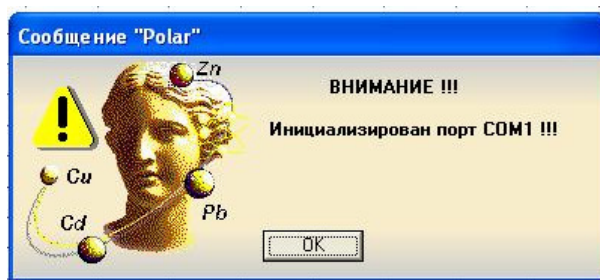 Сообщение "Polar"
Zn
ВНИМАНИЕ !!!
Инициализирован порт COM1 !!!
Cu
Cd
Pb
OK